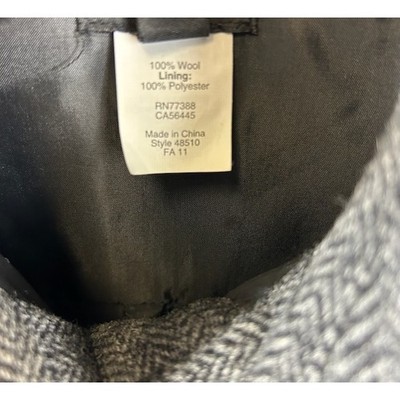 100% Wool
Lining:
100% Polyester
RN77388
CA56445
Made in China
Style 48510
FA 11